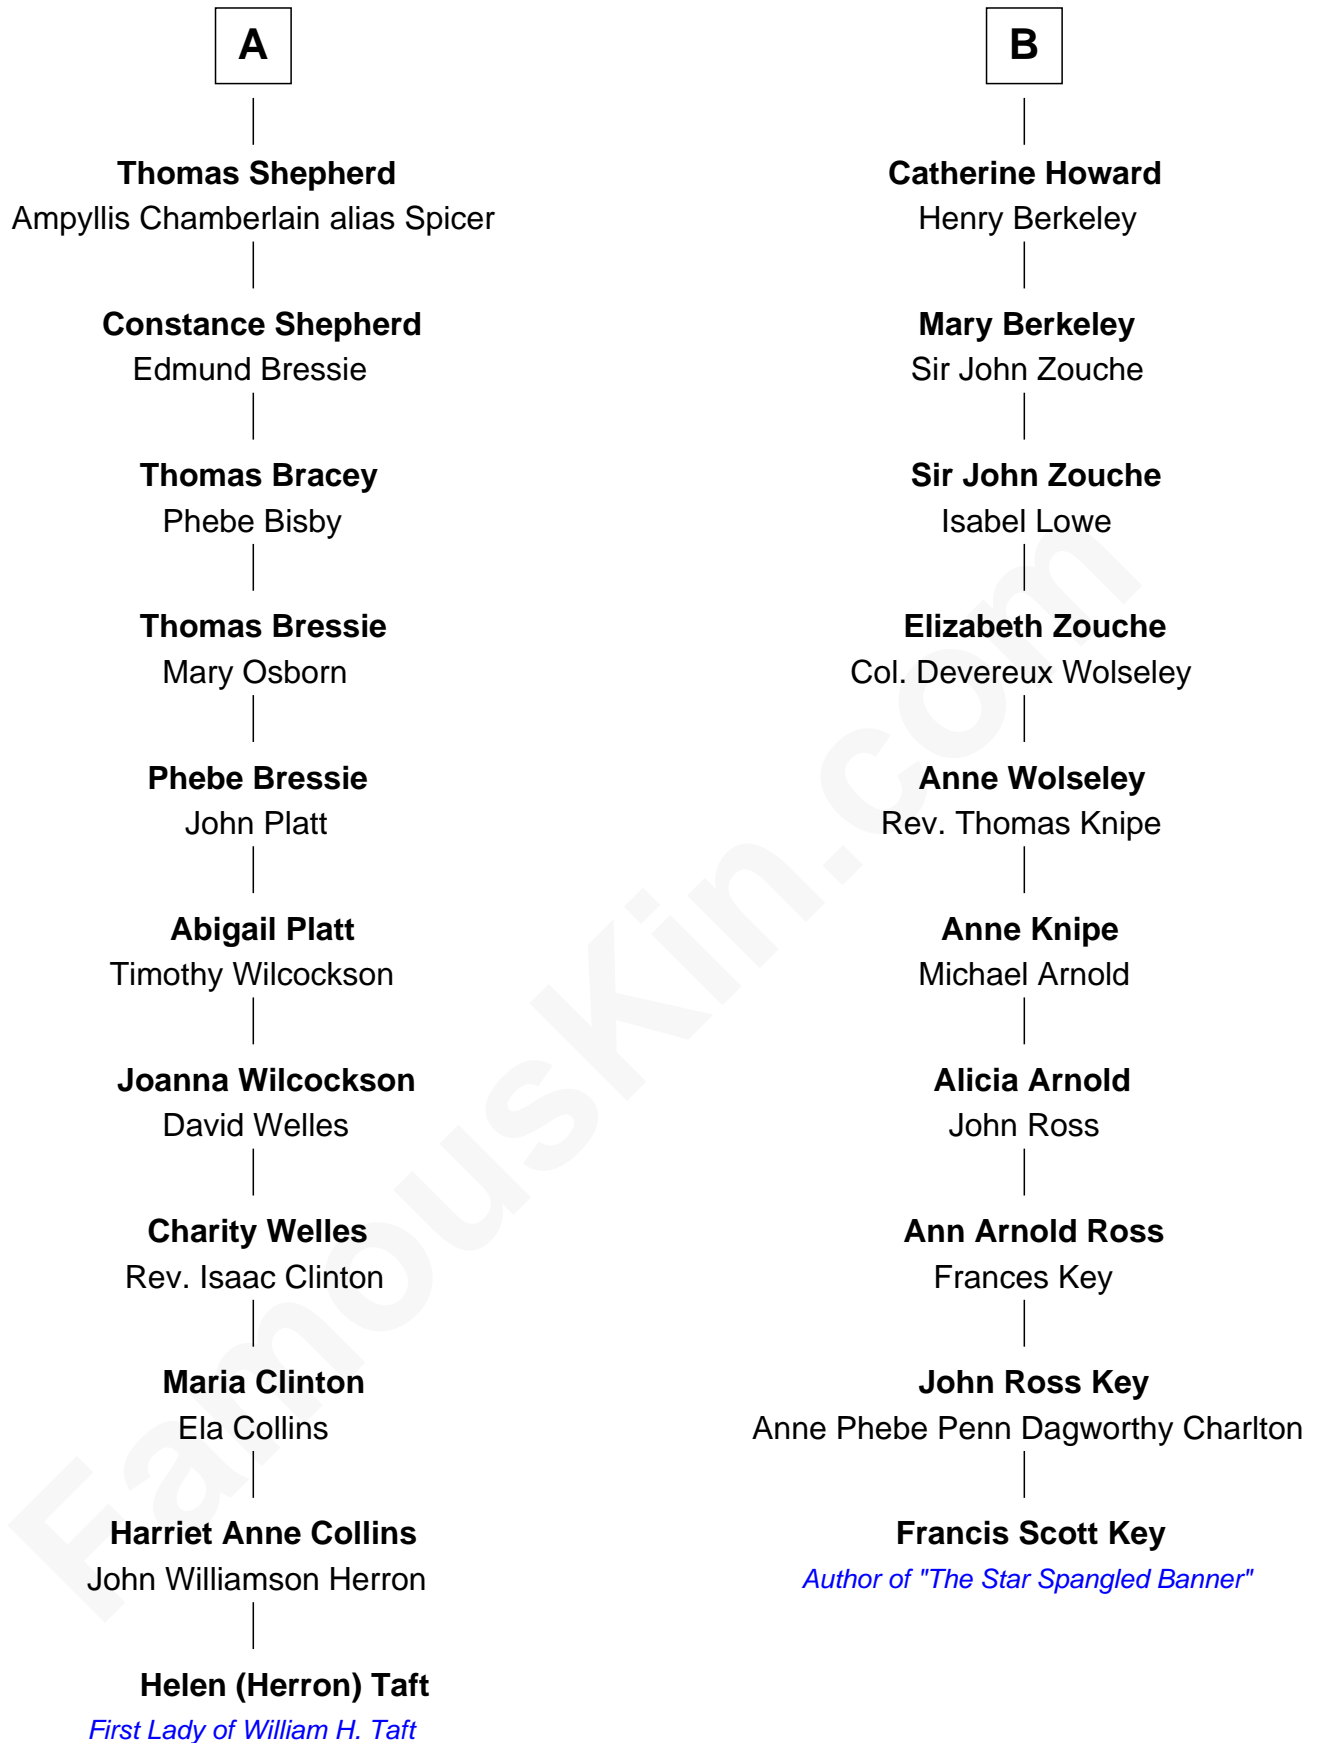 A
Thomas Shepherd
Ampyllis Chamberlain alias Spicer
Constance Shepherd
Edmund Bressie
Thomas Bracey
Phebe Bisby
Thomas Bressie
Mary Osborn
Phebe Bressie
John Platt
Abigail Platt
Timothy Wilcockson
Joanna Wilcockson
David Welles
Charity Welles
Rev. Isaac Clinton
Maria Clinton
Ela Collins
Harriet Anne Collins
John Williamson Herron
Helen (Herron) Taft
First Lady of William H. Taft
B
Catherine Howard
Henry Berkeley
Mary Berkeley
Sir John Zouche
Sir John Zouche
Isabel Lowe
Elizabeth Zouche
Col. Devereux Wolseley
Anne Wolseley
Rev. Thomas Knipe
Anne Knipe
Michael Arnold
Alicia Arnold
John Ross
Ann Arnold Ross
Frances Key
John Ross Key
Anne Phebe Penn Dagworthy Charlton
Francis Scott Key
Author of "The Star Spangled Banner"
FamousKin.com